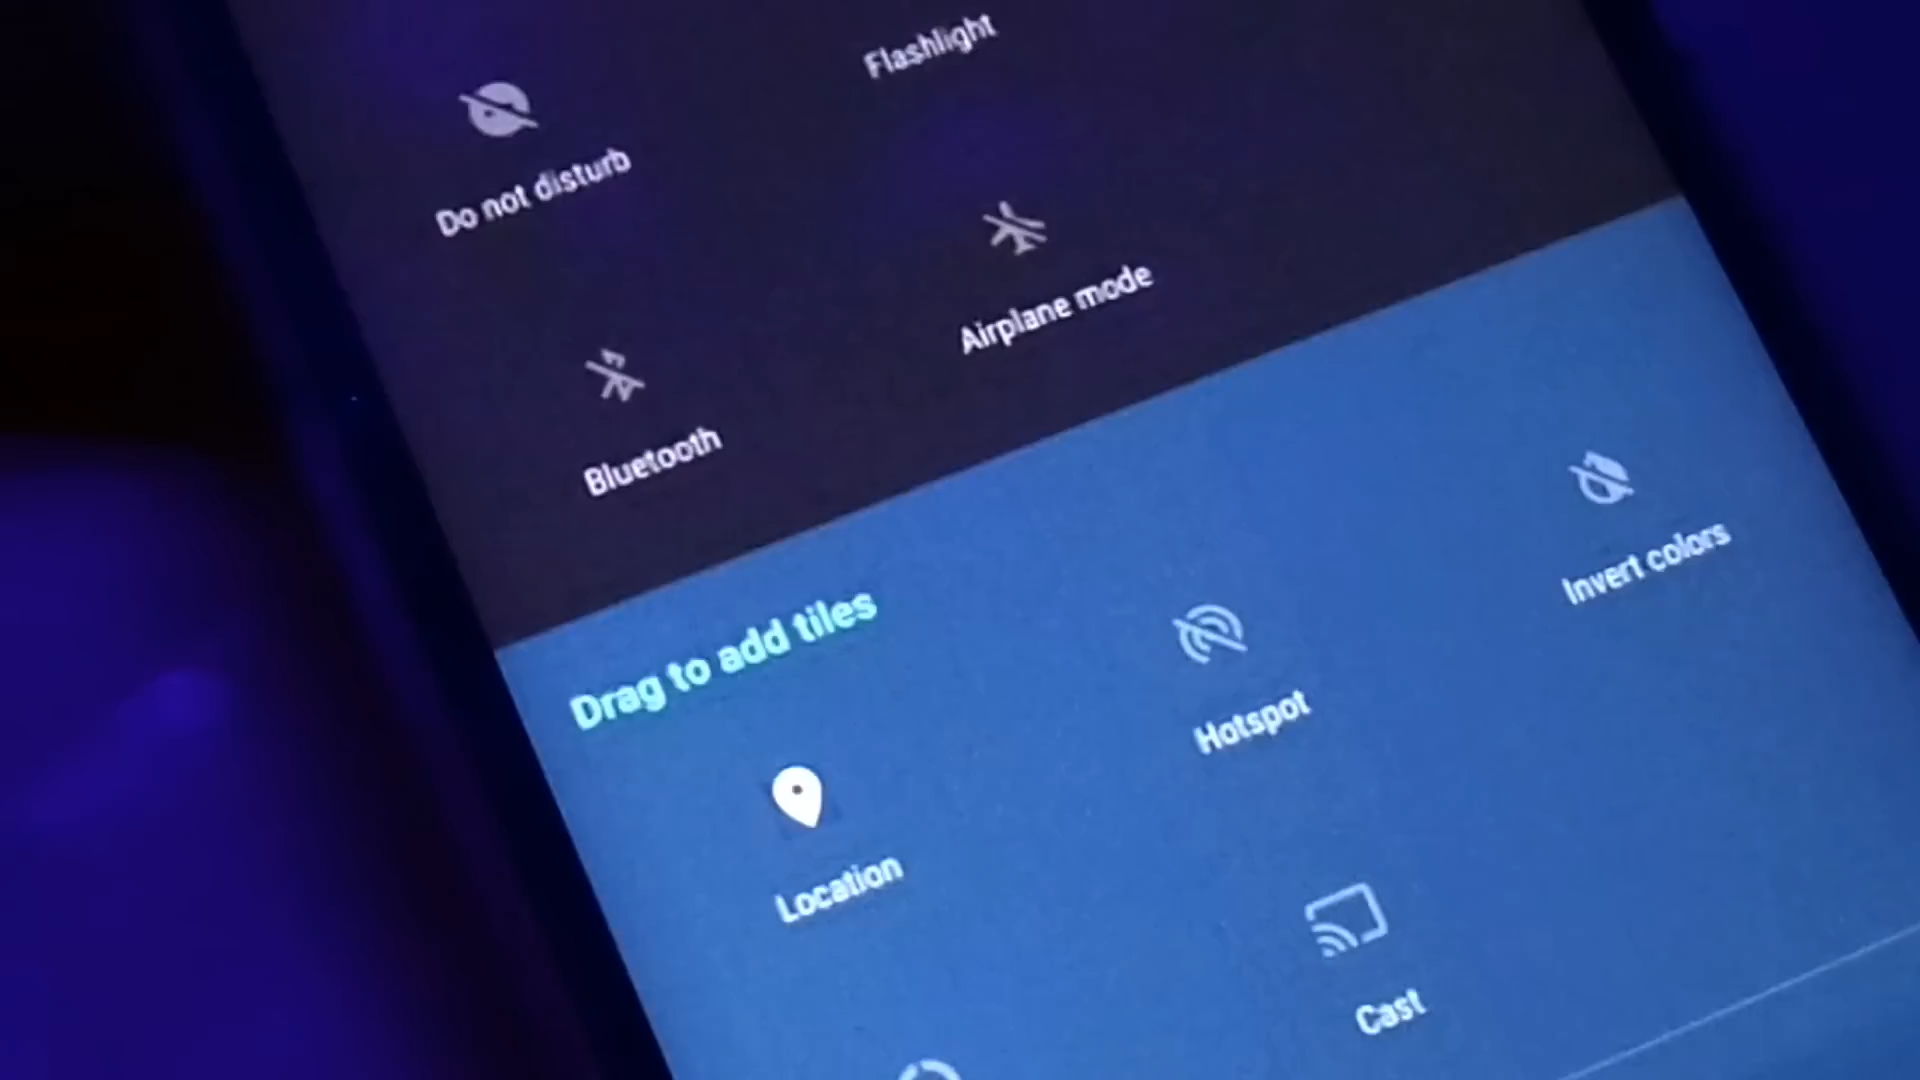 Flashlight
Do not disturb
Airplane mode
Bluetooth
Drag to add tiles
Invert colors
Hotspot
Location
Cast